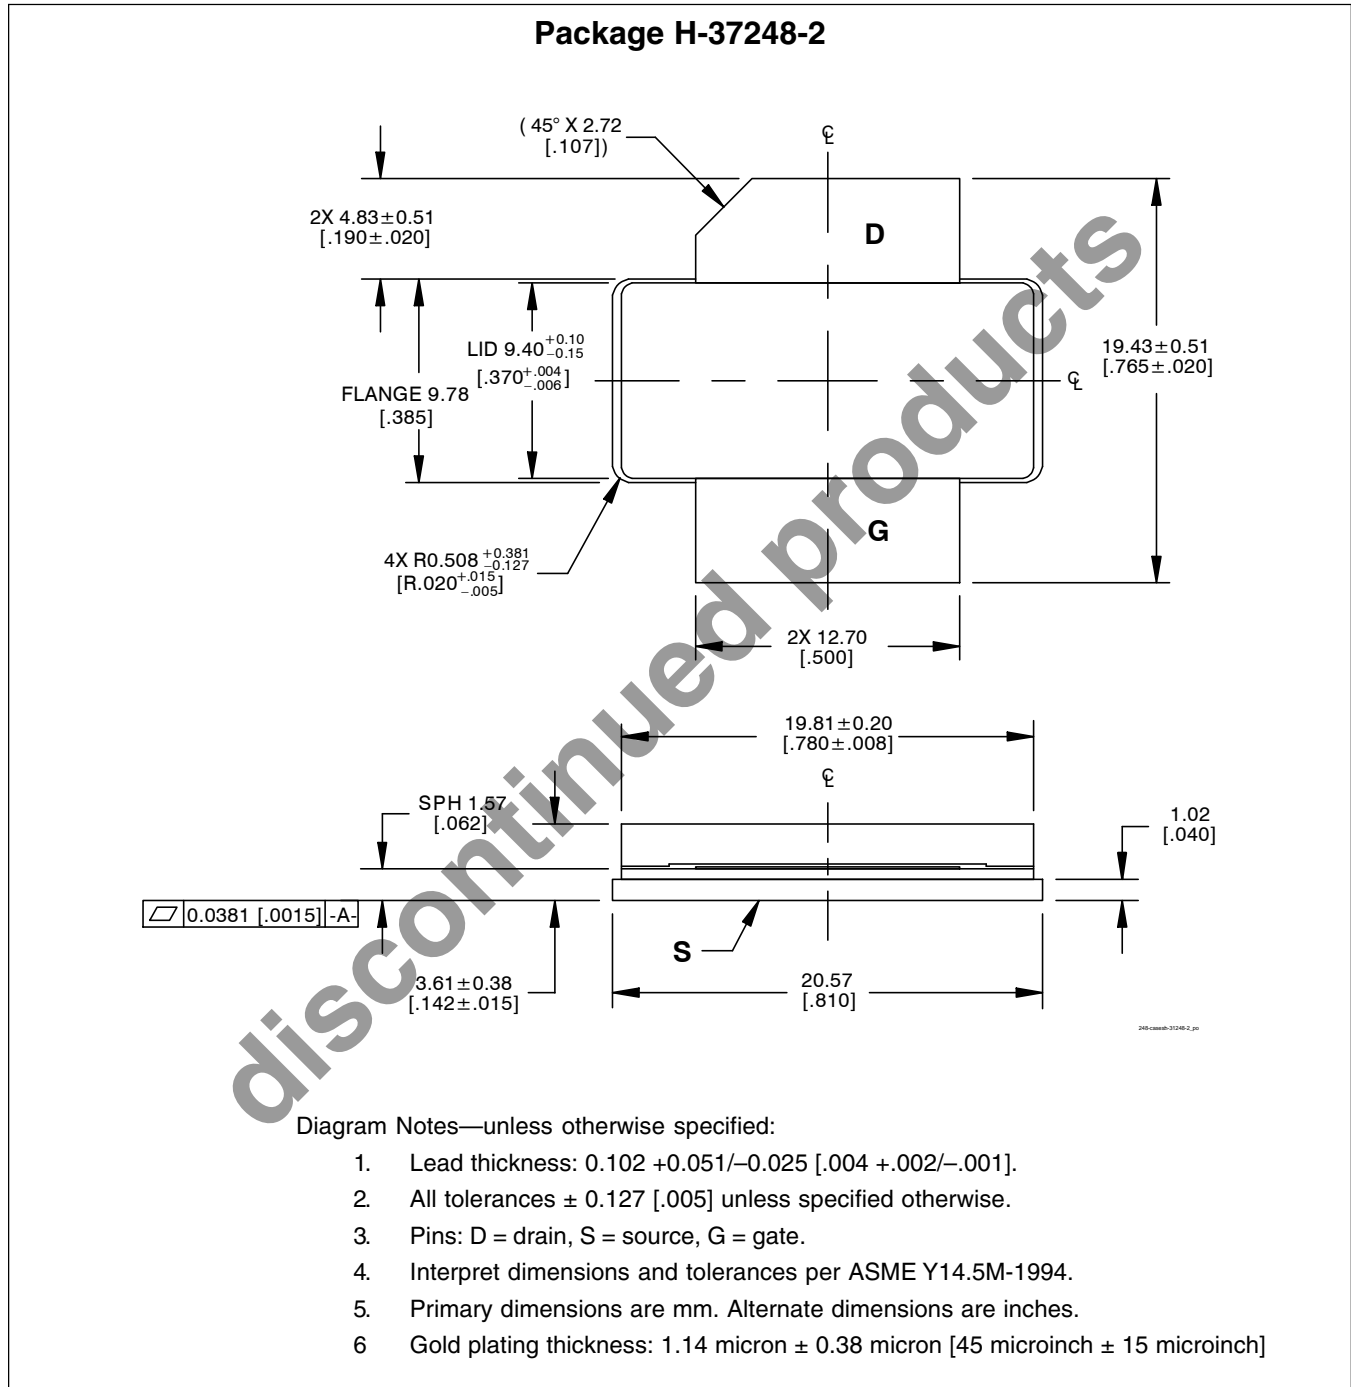 Package H-37248-2
( 45° X 2.72
[.107])
℄
2X 4.83±0.51
[.190±.020]
D
LID 9.40 +0.10 −0.15
[.370 +.004 −.006]
19.43±0.51
[.765±.020]
℄
FLANGE 9.78
[.385]
G
4X R0.508 +0.381 −0.127
[R.020 +.015 −.005]
2X 12.70
[.500]
19.81±0.20
[.780±.008]
℄
SPH 1.57
[.062]
1.02
[.040]
⏥ 0.0381 [.0015] -A-
S
3.61±0.38
[.142±.015]
20.57
[.810]
248-cases b-31248-2_po
discontinued products
Diagram Notes—unless otherwise specified:
1. Lead thickness: 0.102 +0.051/–0.025 [.004 +.002/–.001].
2. All tolerances ± 0.127 [.005] unless specified otherwise.
3. Pins: D = drain, S = source, G = gate.
4. Interpret dimensions and tolerances per ASME Y14.5M-1994.
5. Primary dimensions are mm. Alternate dimensions are inches.
6 Gold plating thickness: 1.14 micron ± 0.38 micron [45 microinch ± 15 microinch]